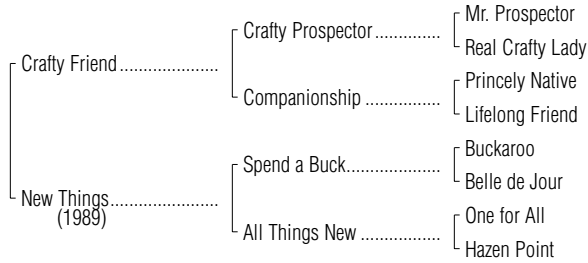 Mr. Prospector
Crafty Prospector..............
Real Crafty Lady
Crafty Friend.....................
Princely Native
Companionship ................
Lifelong Friend
Buckaroo
Spend a Buck....................
Belle de Jour
New Things.......................
(1989)
One for All
All Things New .................
Hazen Point